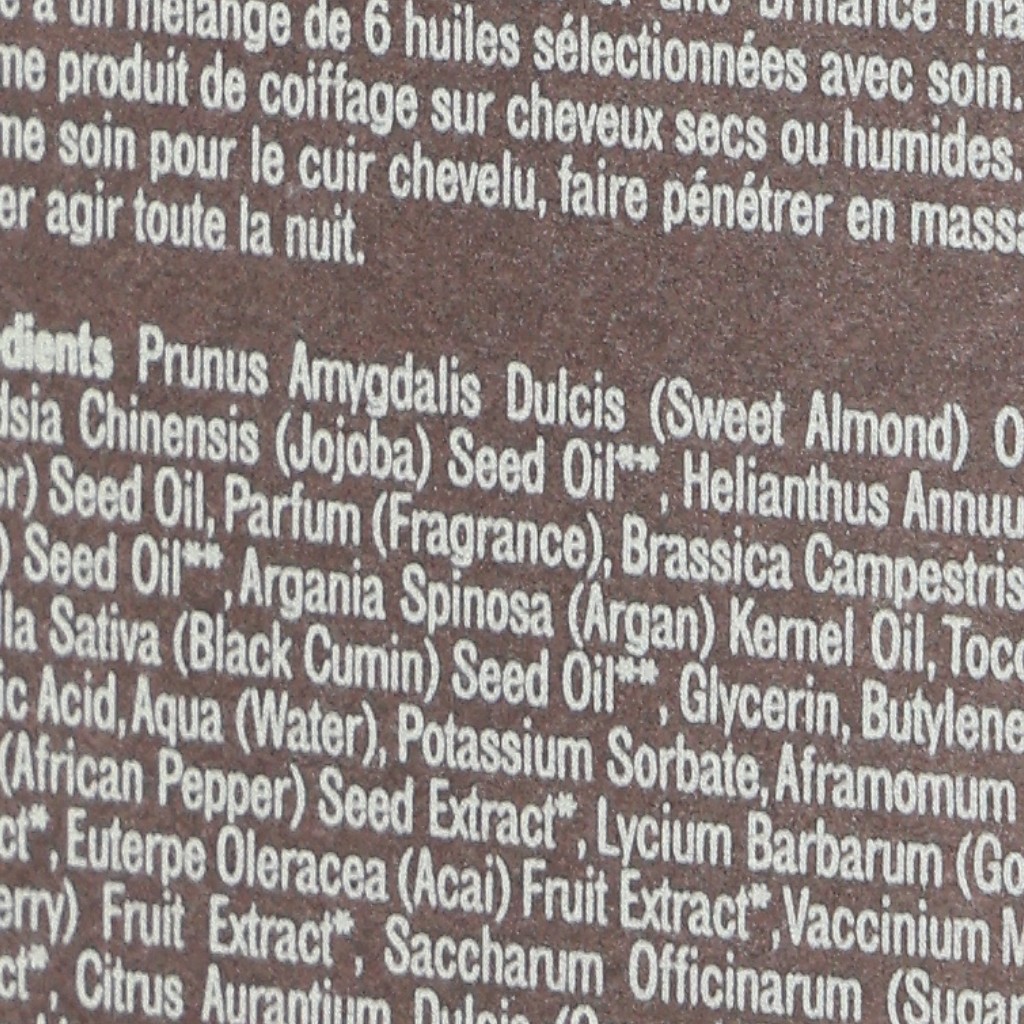 à un mélange de 6 huiles sélectionnées avec soin.
me produit de coiffage sur cheveux secs ou humides.
me soin pour le cuir chevelu, faire pénétrer en massa
er agir toute la nuit.
dients Prunus Amygdalis Dulcis (Sweet Almond) O
dsia Chinensis (Jojoba) Seed Oil**, Helianthus Annuu
er) Seed Oil, Parfum (Fragrance), Brassica Campestris
) Seed Oil**, Argania Spinosa (Argan) Kernel Oil, Toco
lla Sativa (Black Cumin) Seed Oil**, Glycerin, Butylene
ic Acid, Aqua (Water), Potassium Sorbate, Aframomum
(African Pepper) Seed Extract*, Lycium Barbarum (Go
ct*, Euterpe Oleracea (Acai) Fruit Extract*, Vaccinium M
erry) Fruit Extract*, Saccharum Officinarum (Sugar
ct*, Citrus Aurantium Dulcis